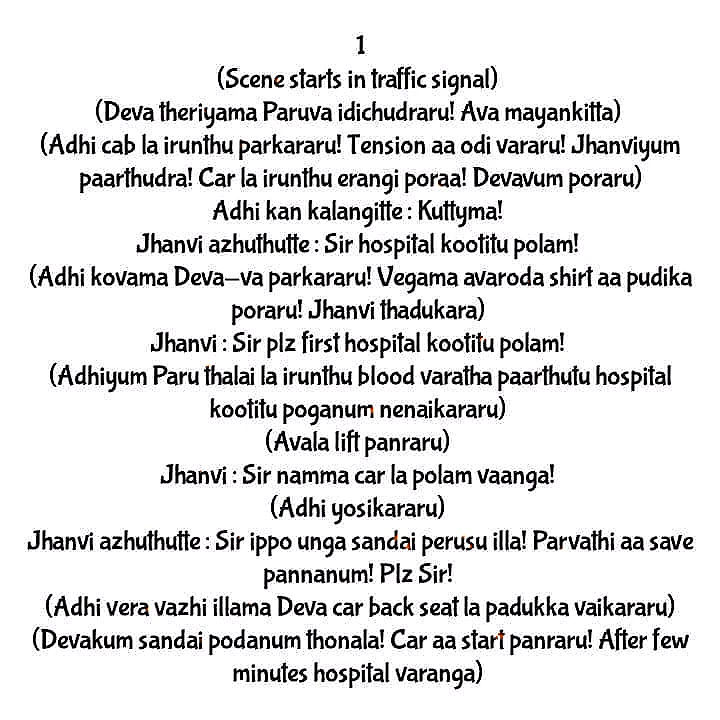 1
(Scene starts in traffic signal)
(Deva theriyama Paruva idichudraru! Ava mayankitta)
(Adhi cab la irunthu parkararu! Tension aa odi vararu! Jhanviyum
paarthudra! Car la irunthu erangi poraa! Devavum poraru)
Adhi kan kalangitte : Kuttyma!
Jhanvi azhuthutte : Sir hospital kootitu polam!
(Adhi kovama Deva-va parkararu! Vegama avaroda shirt aa pudika
poraru! Jhanvi thadukara)
Jhanvi : Sir plz first hospital kootitu polam!
(Adhiyum Paru thalai la irunthu blood varatha paarthutu hospital
kootitu poganum nenaikararu)
(Avala lift panraru)
Jhanvi : Sir namma car la polam vaanga!
(Adhi yosikararu)
Jhanvi azhuthutte : Sir ippo unga sandai perusu illa! Parvathi aa save
pannanum! Plz Sir!
(Adhi vera vazhi illama Deva car back seat la padukka vaikararu)
(Devakum sandai podanum thonala! Car aa start panraru! After few
minutes hospital varanga)